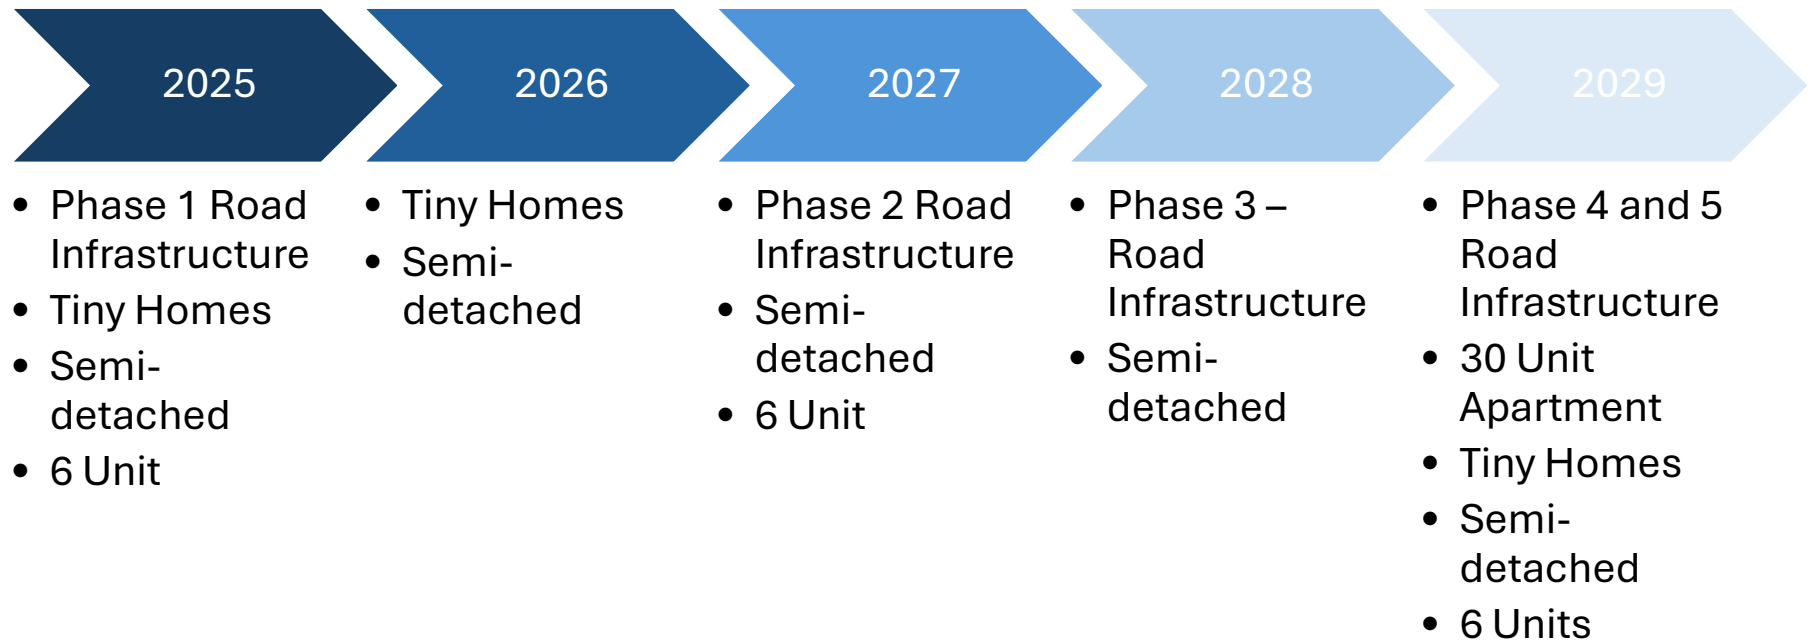 2025
• Phase 1 Road
Infrastructure
• Tiny Homes
• Semi-
detached
• 6 Unit
2026
• Tiny Homes
• Semi-
detached
2027
• Phase 2 Road
Infrastructure
• Semi-
detached
• 6 Unit
2028
• Phase 3 –
Road
Infrastructure
• Semi-
detached
2029
• Phase 4 and 5
Road
Infrastructure
• 30 Unit
Apartment
• Tiny Homes
• Semi-
detached
• 6 Units